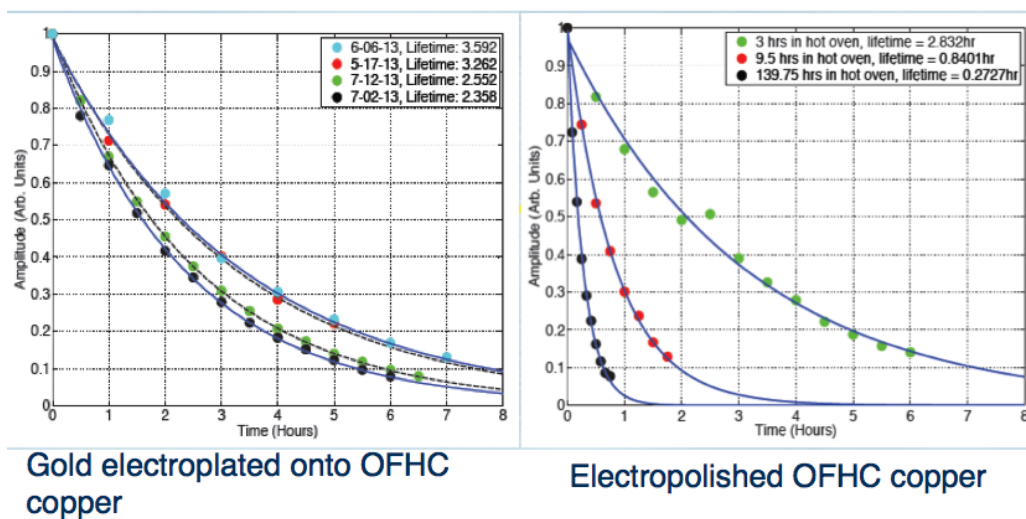 1
0.9
0.8
0.7
0.6
0.5
0.4
0.3
0.2
0.1
0
Amplitude (Arb. Units)
6-06-13, Lifetime: 3.592
5-17-13, Lifetime: 3.262
7-12-13, Lifetime: 2.552
7-02-13, Lifetime: 2.358
0 1 2 3 4 5 6 7 8
Time (Hours)
Gold electroplated onto OFHC
copper
1
0.9
0.8
0.7
0.6
0.5
0.4
0.3
0.2
0.1
0
Amplitude (Arb. Units)
3 hrs in hot oven, lifetime = 2.832hr
9.5 hrs in hot oven, lifetime = 0.8401hr
139.75 hrs in hot oven, lifetime = 0.2727hr
0 1 2 3 4 5 6 7 8
Time (Hours)
Electropolished OFHC copper